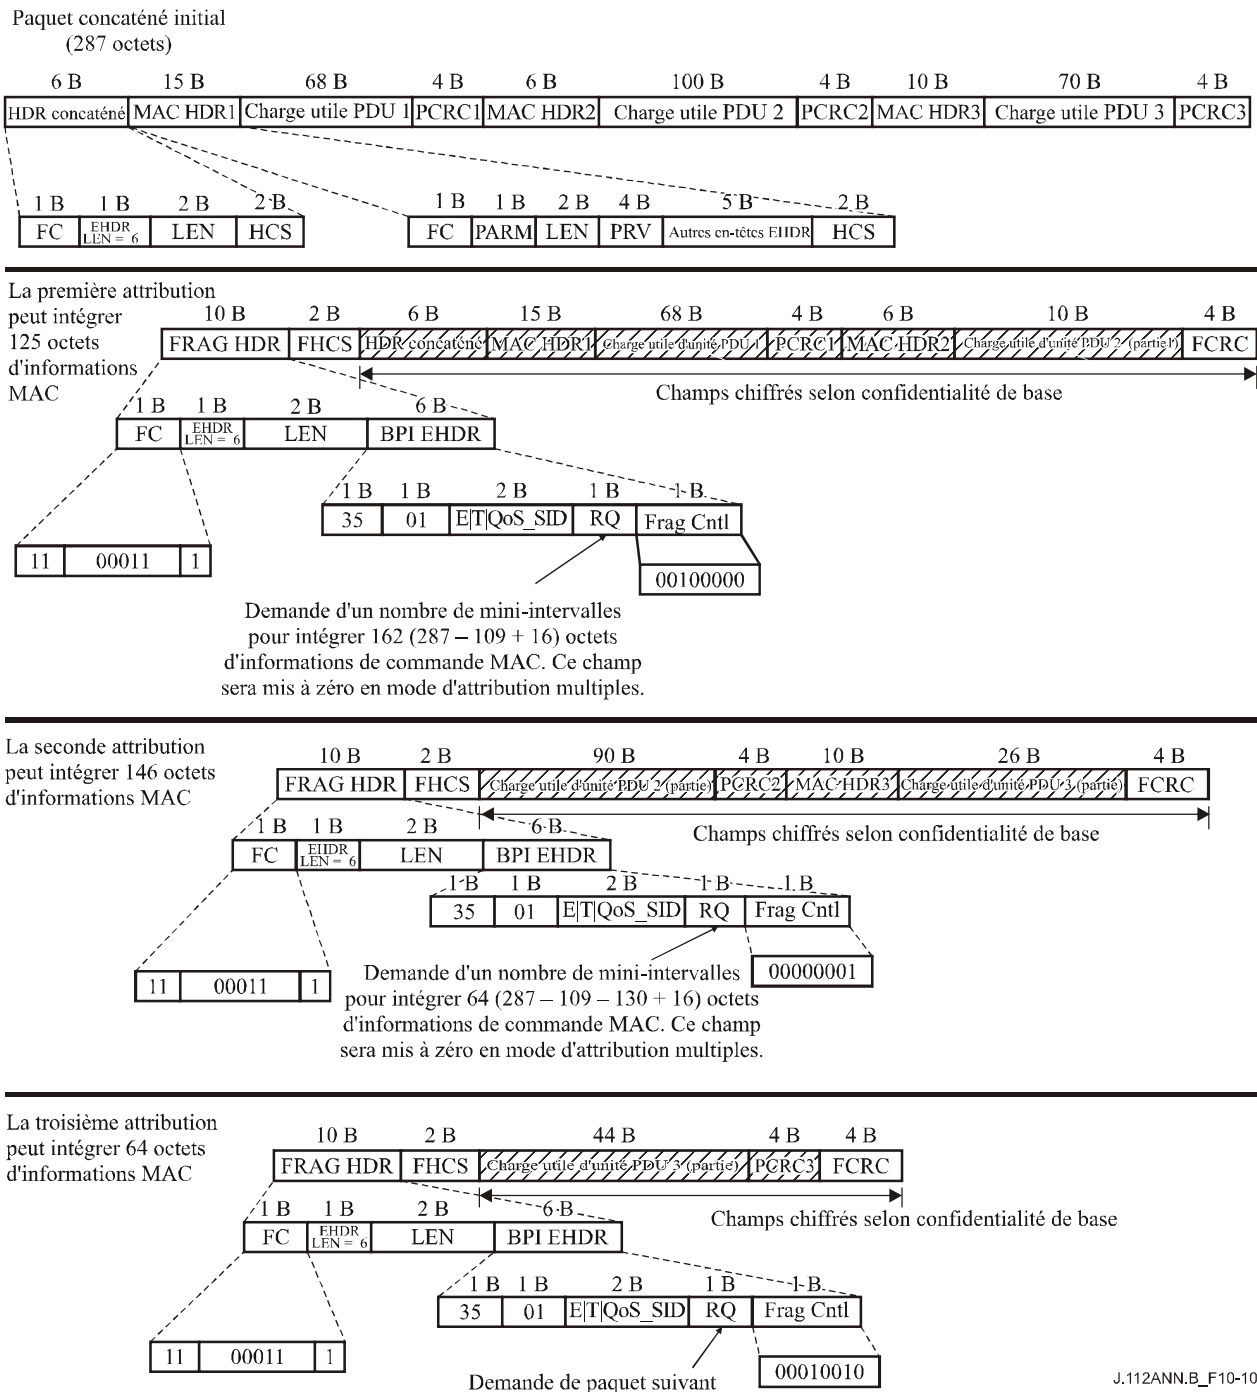 Paquet concaténé initial
(287 octets)
6 B 15 B 68 B 4 B 6 B 100 B 4 B 10 B 70 B 4 B
HDR concaténé MAC HDR1 Charge utile PDU 1 PCRC1 MAC HDR2 Charge utile PDU 2 PCRC2 MAC HDR3 Charge utile PDU 3 PCRC3
1 B 1 B 2 B 2 B 1 B 1 B 2 B 4 B 5 B 2 B
FC EHDR LEN = 6 LEN HCS FC PARM LEN PRV Autres en-têtes EHDR HCS
La première attribution
peut intégrer
125 octets
d'informations
MAC
10 B 2 B 6 B 15 B 68 B 4 B 6 B 10 B 4 B
FRAG HDR FHCS HDR concaténé MAC HDR1 Charge utile d'unité PDU 1 PCRC1 MAC HDR2 Charge utile d'unité PDU 2 (partie1) FCRC
Champs chiffrés selon confidentialité de base
1 B 1 B 2 B 6 B
FC EHDR LEN = 6 LEN BPI EHDR
1 B 1 B 2 B 1 B 1 B
35 01 E|T|QoS_SID RQ Frag Cntl
11 00011 1
00100000
Demande d'un nombre de mini-intervalles
pour intégrer 162 (287 – 109 + 16) octets
d'informations de commande MAC. Ce champ
sera mis à zéro en mode d'attribution multiples.
La seconde attribution
peut intégrer 146 octets
d'informations MAC
10 B 2 B 90 B 4 B 10 B 26 B 4 B
FRAG HDR FHCS Charge utile d'unité PDU 2 (partie) PCRC2 MAC HDR3 Charge utile d'unité PDU 3 (partie) FCRC
Champs chiffrés selon confidentialité de base
1 B 1 B 2 B 6 B
FC EHDR LEN = 6 LEN BPI EHDR
1 B 1 B 2 B 1 B 1 B
35 01 E|T|QoS_SID RQ Frag Cntl
11 00011 1
00000001
Demande d'un nombre de mini-intervalles
pour intégrer 64 (287 – 109 – 130 + 16) octets
d'informations de commande MAC. Ce champ
sera mis à zéro en mode d'attribution multiples.
La troisième attribution
peut intégrer 64 octets
d'informations MAC
10 B 2 B 44 B 4 B 4 B
FRAG HDR FHCS Charge utile d'unité PDU 3 (partie) PCRC3 FCRC
Champs chiffrés selon confidentialité de base
1 B 1 B 2 B 6 B
FC EHDR LEN = 6 LEN BPI EHDR
1 B 1 B 2 B 1 B 1 B
35 01 E|T|QoS_SID RQ Frag Cntl
11 00011 1
00010010
Demande de paquet suivant
J.112ANN.B_F10-10